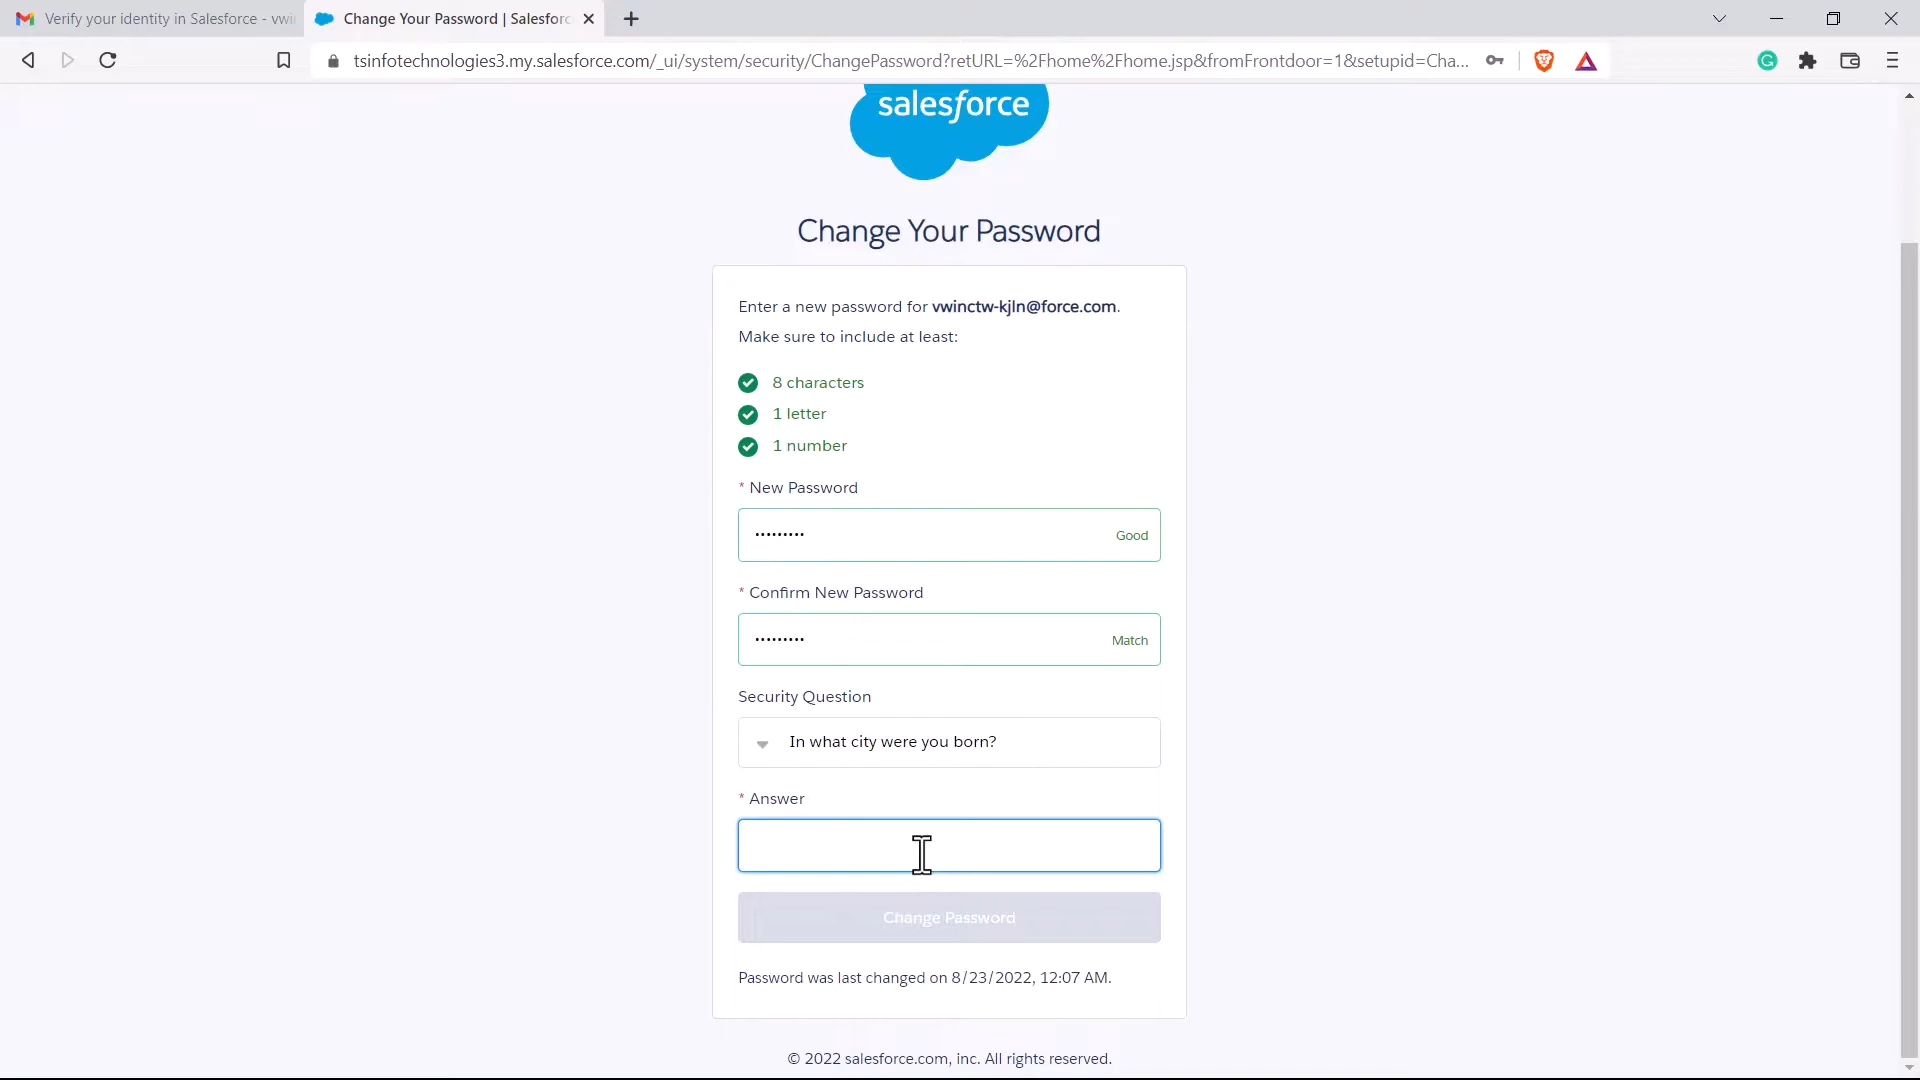 Verify your identity in Salesforce - vwi
Change Your Password | Salesforc
tsinfotechnologies3.my.salesforce.com/_ui/system/security/ChangePassword?retURL=%2Fhome%2Fhome.jsp&fromFrontdoor=1&setupid=Cha...
salesforce
Change Your Password
Enter a new password for vwinctw-kjln@force.com.
Make sure to include at least:
8 characters
1 letter
1 number
* New Password
••••••••• Good
* Confirm New Password
••••••••• Match
Security Question
In what city were you born?
* Answer
Change Password
Password was last changed on 8/23/2022, 12:07 AM.
© 2022 salesforce.com, inc. All rights reserved.